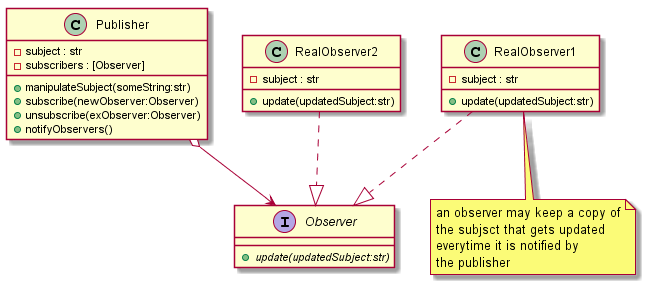 C Publisher
subject : str
subscribers : [Observer]
manipulateSubject(someString:str)
subscribe(newObserver:Observer)
unsubscribe(exObserver:Observer)
notifyObservers()
C RealObserver2
subject : str
update(updatedSubject:str)
C RealObserver1
subject : str
update(updatedSubject:str)
I Observer
update(updatedSubject:str)
an observer may keep a copy of
the subjsct that gets updated
everytime it is notified by
the publisher